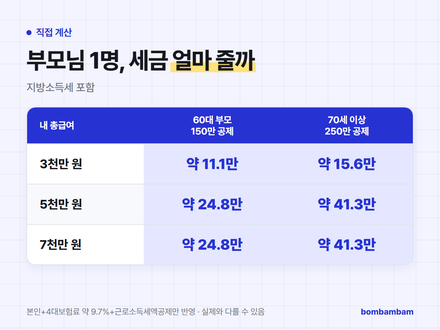 직접 계산
부모님 1명, 세금 얼마 줄까
지방소득세 포함
내 총급여
60대 부모
150만 공제
70세 이상
250만 공제
3천만 원
약 11.1만
약 15.6만
5천만 원
약 24.8만
약 41.3만
7천만 원
약 24.8만
약 41.3만
본인+4대보험료 약 9.7%+근로소득세액공제만 반영 · 실제와 다를 수 있음
bombambam